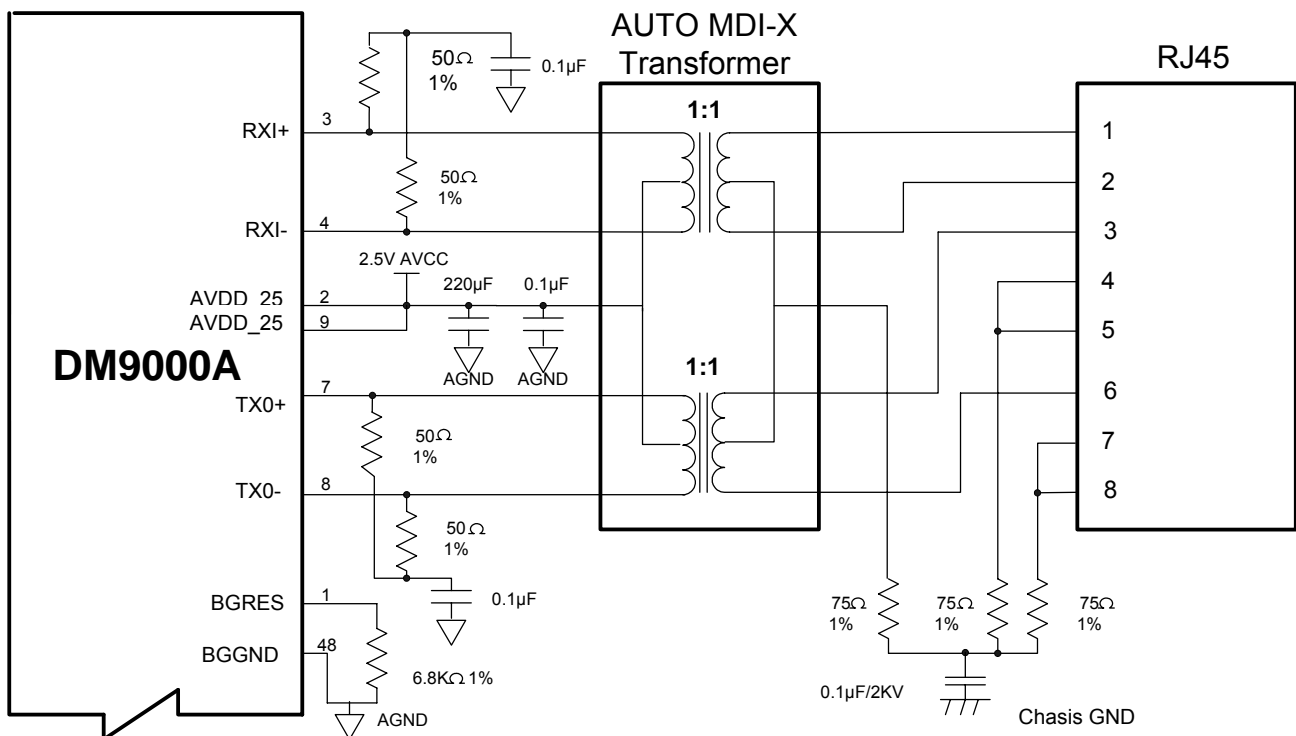 AUTO MDI-X
Transformer
RJ45
50Ω
1%
0.1µF
1:1
RXI+
3
1
2
50Ω
1%
RXI-
4
3
2.5V AVCC
4
AVDD_25
2
220µF
0.1µF
AVDD_25
9
5
DM9000A
AGND
AGND
1:1
TX0+
7
6
50Ω
1%
7
TX0-
8
8
50Ω
1%
BGRES
1
0.1µF
75Ω
1%
75Ω
1%
75Ω
1%
BGGND
48
6.8KΩ 1%
0.1µF/2KV
AGND
Chasis GND